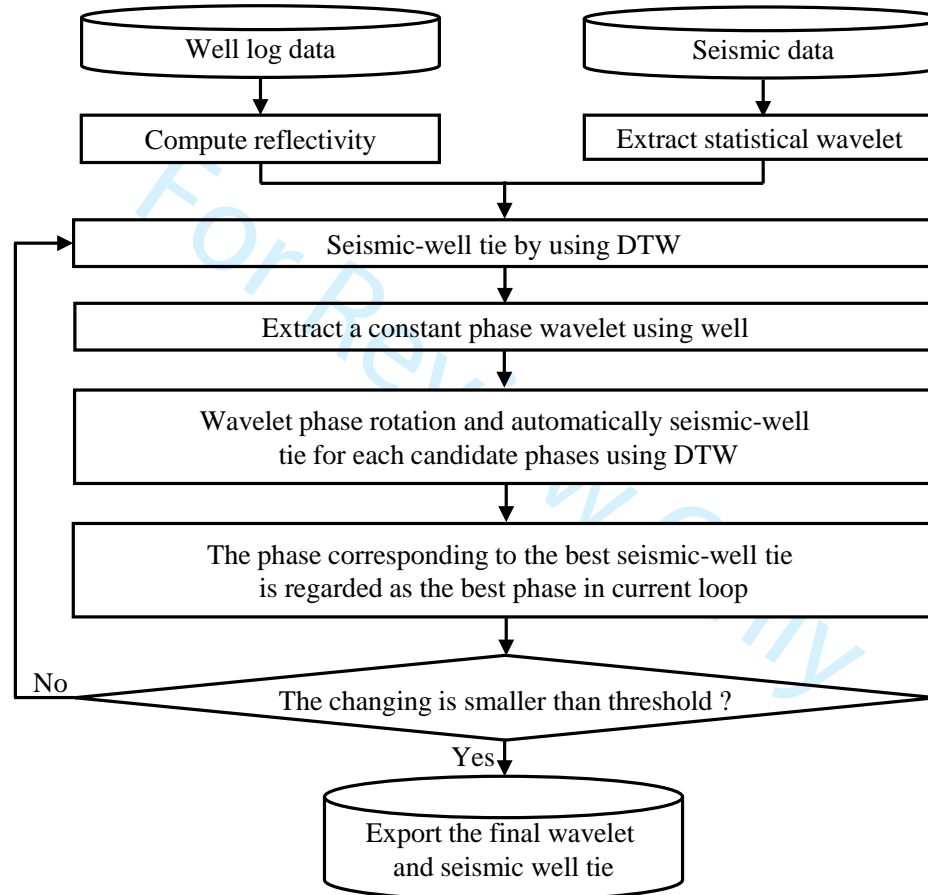 Well log data
Seismic data
Compute reflectivity
Extract statistical wavelet
Seismic-well tie by using DTW
Extract a constant phase wavelet using well
Wavelet phase rotation and automatically seismic-well
tie for each candidate phases using DTW
The phase corresponding to the best seismic-well tie
is regarded as the best phase in current loop
No
The changing is smaller than threshold ?
Yes
Export the final wavelet
and seismic well tie
For Review Only